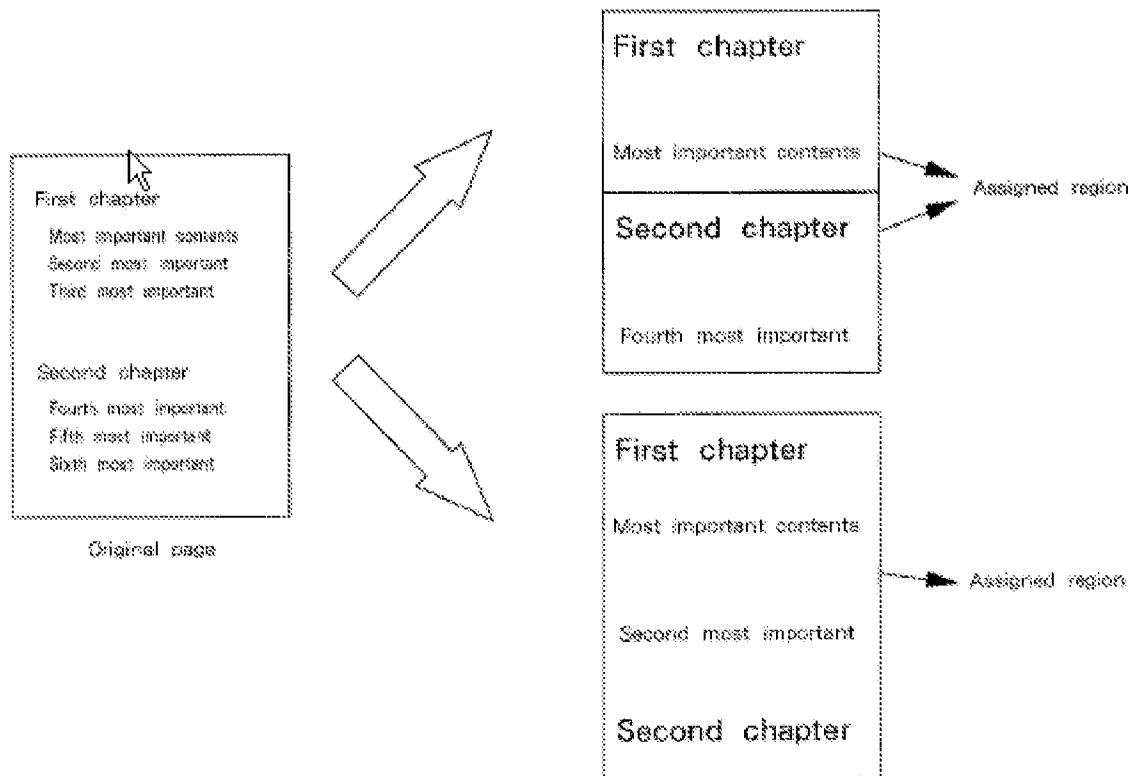 First chapter
Most important contents
Second most important
Third most important
Second chapter
Fourth most important
Fifth most important
Sixth most important
Original page
First chapter
Most important contents
Second chapter
Fourth most important
Assigned region
First chapter
Most important contents
Second most important
Second chapter
Assigned region